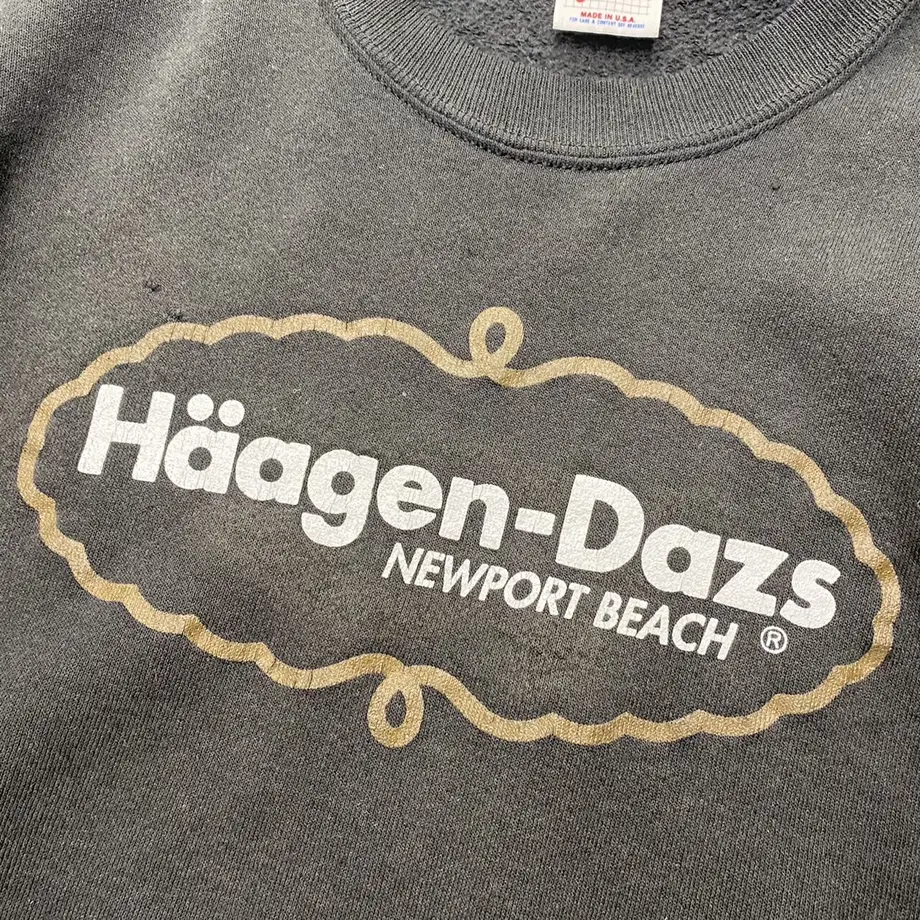 MADE IN U.S.A.
Häagen-Dazs
NEWPORT BEACH ®